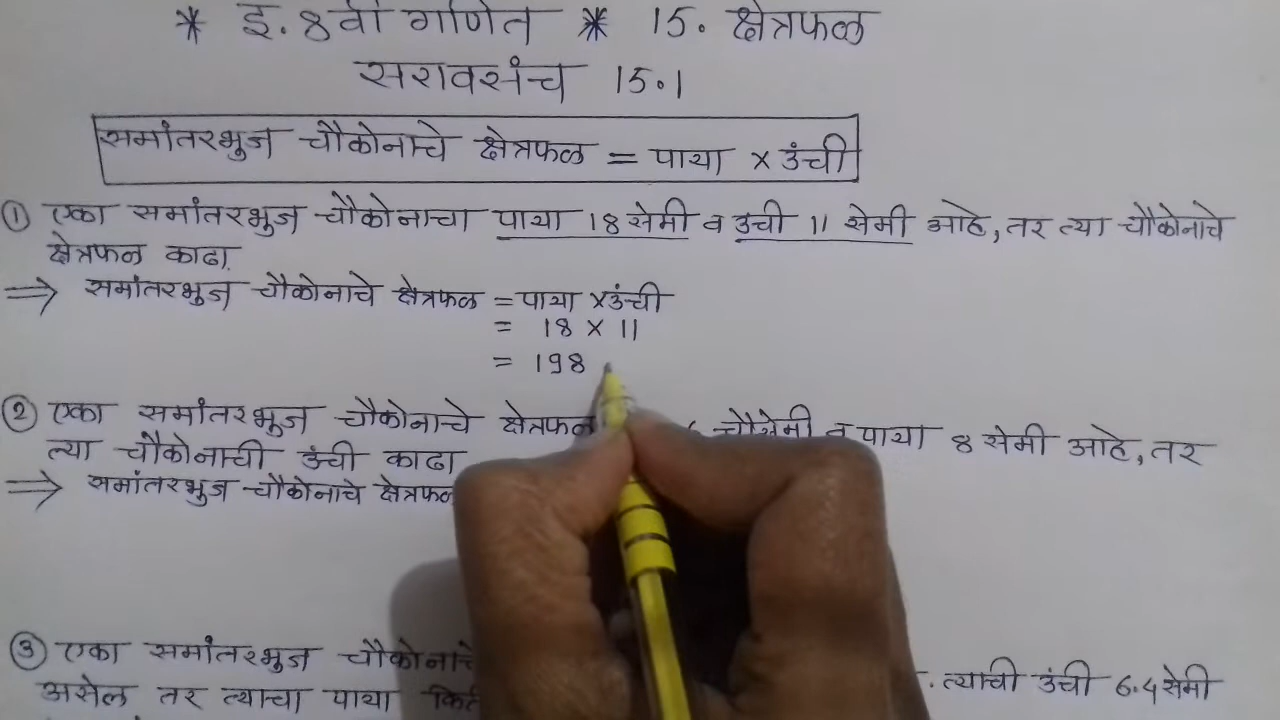 * इ. 8वी गणित * 15. क्षेत्रफळ
सरावसंच 15.1
समांतरभुज चौकोनाचे क्षेत्रफळ = पाया × उंची
① एका समांतरभुज चौकोनाचा पाया 18 सेमी व उंची 11 सेमी आहे, तर त्या चौकोनाचे
क्षेत्रफळ काढा.
⇒ समांतरभुज चौकोनाचे क्षेत्रफळ = पाया × उंची
= 18 × 11
= 198
② एका समांतरभुज चौकोनाचे क्षेत्रफळ चौसेमी व पाया 8 सेमी आहे, तर
त्या चौकोनाची उंची काढा
⇒ समांतरभुज चौकोनाचे क्षेत्रफळ
③ एका समांतरभुज चौकोनाचे . त्याची उंची 6.4 सेमी
असेल तर त्याचा पाया